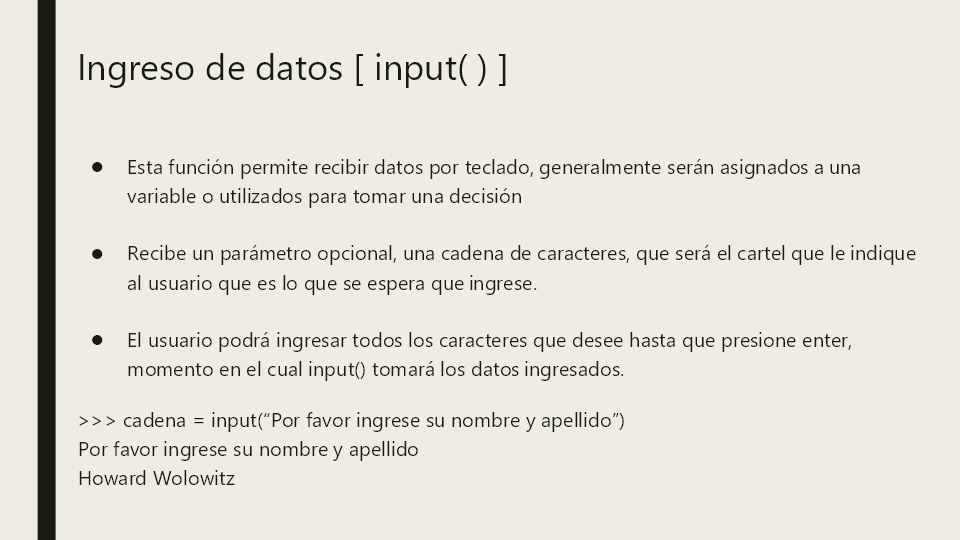 Ingreso de datos [ input( ) ]
● Esta función permite recibir datos por teclado, generalmente serán asignados a una
variable o utilizados para tomar una decisión
● Recibe un parámetro opcional, una cadena de caracteres, que será el cartel que le indique
al usuario que es lo que se espera que ingrese.
● El usuario podrá ingresar todos los caracteres que desee hasta que presione enter,
momento en el cual input() tomará los datos ingresados.
>>> cadena = input(“Por favor ingrese su nombre y apellido”)
Por favor ingrese su nombre y apellido
Howard Wolowitz